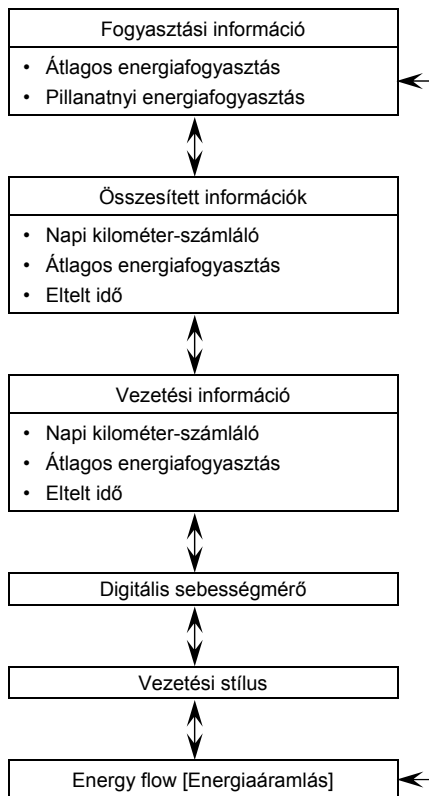 Fogyasztási információ
• Átlagos energiafogyasztás
• Pillanatnyi energiafogyasztás
Összesített információk
• Napi kilométer-számláló
• Átlagos energiafogyasztás
• Eltelt idő
Vezetési információ
• Napi kilométer-számláló
• Átlagos energiafogyasztás
• Eltelt idő
Digitális sebességmérő
Vezetési stílus
Energy flow [Energiaáramlás]